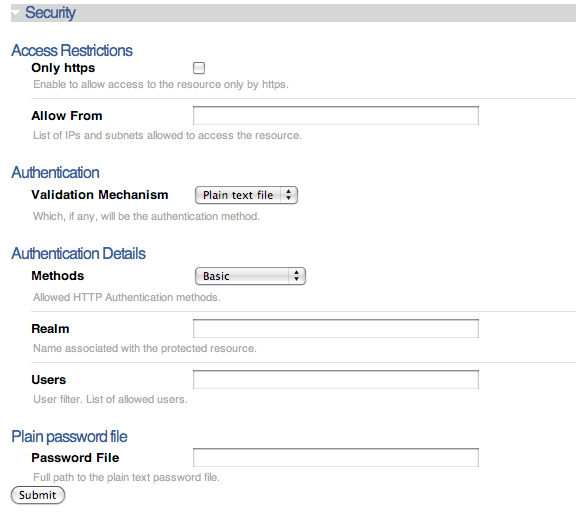 Security
Access Restrictions
Only https
Enable to allow access to the resource only by https.
Allow From
List of IPs and subnets allowed to access the resource.
Authentication
Validation Mechanism Plain text file
Which, if any, will be the authentication method.
Authentication Details
Methods Basic
Allowed HTTP Authentication methods.
Realm
Name associated with the protected resource.
Users
User filter. List of allowed users.
Plain password file
Password File
Full path to the plain text password file.
Submit